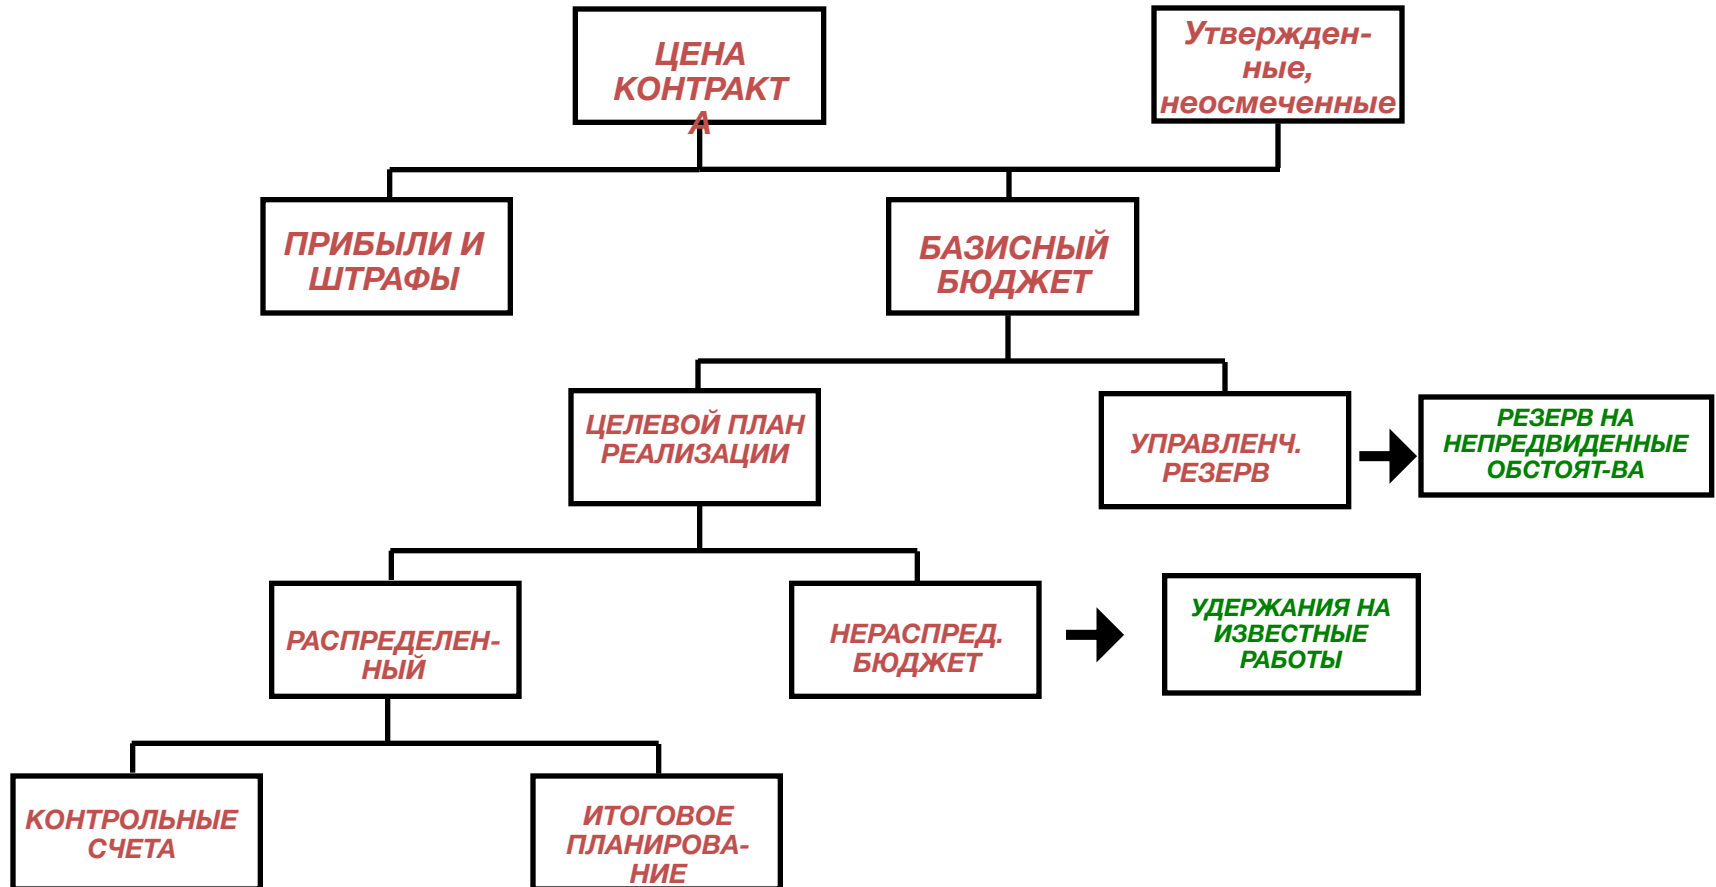 ЦЕНА
КОНТРАКТ
А
Утвержден-
ные,
неосмеченные
ПРИБЫЛИ И
ШТРАФЫ
БАЗИСНЫЙ
БЮДЖЕТ
ЦЕЛЕВОЙ ПЛАН
РЕАЛИЗАЦИИ
УПРАВЛЕНЧ.
РЕЗЕРВ
РЕЗЕРВ НА
НЕПРЕДВИДЕННЫЕ
ОБСТОЯТ-ВА
РАСПРЕДЕЛЕН-
НЫЙ
НЕРАСПРЕД.
БЮДЖЕТ
УДЕРЖАНИЯ НА
ИЗВЕСТНЫЕ
РАБОТЫ
КОНТРОЛЬНЫЕ
СЧЕТА
ИТОГОВОЕ
ПЛАНИРОВА-
НИЕ